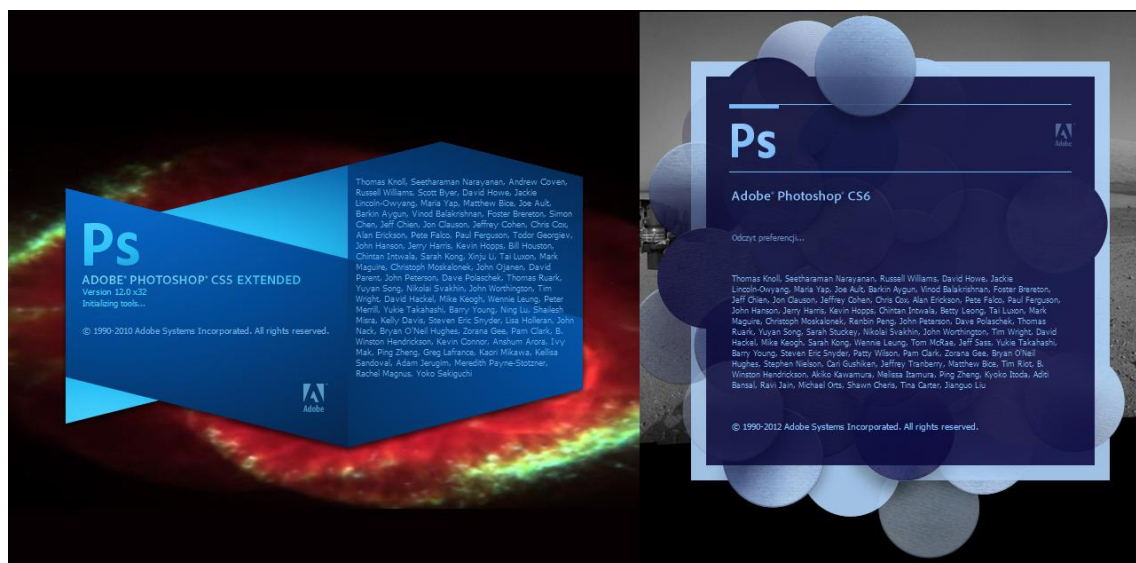 Ps
ADOBE® PHOTOSHOP® CS5 EXTENDED
Version 12.0 x32
Initializing tools...
© 1990-2010 Adobe Systems Incorporated. All rights reserved.
Thomas Knoll, Seetharaman Narayanan, Andrew Coven,
Russell Williams, Scott Byer, David Howe, Jackie
Lincoln-Owyang, Maria Yap, Matthew Bice, Joe Ault,
Barkin Aygun, Vinod Balakrishnan, Foster Brereton, Simon
Chen, Jeff Chien, Jon Clauson, Jeffrey Cohen, Chris Cox,
Alan Erickson, Pete Falco, Paul Ferguson, Todor Georgiev,
John Hanson, Jerry Harris, Kevin Hopps, Bill Houston,
Chintan Intwala, Sarah Kong, Xinju Li, Tai Luxon, Mark
Maguire, Christoph Moskalonek, John Ojanen, David
Parent, John Peterson, Dave Polaschek, Thomas Ruark,
Yuyan Song, Nikolai Svakhin, John Worthington, Tim
Wright, David Hackel, Mike Keogh, Wennie Leung, Peter
Merrill, Yukie Takahashi, Barry Young, Ning Lu, Shailesh
Misra, Kelly Davis, Steven Eric Snyder, Lisa Holleran, John
Nack, Bryan O'Neil Hughes, Zorana Gee, Pam Clark, B.
Winston Hendrickson, Kevin Connor, Anshum Arora, Ivy
Mak, Ping Zheng, Greg Lafrance, Kaori Mikawa, Kellisa
Sandoval, Adam Jerugim, Meredith Payne-Stotzner,
Rachel Magnus, Yoko Sekiguchi
Adobe
Ps
Adobe
Adobe® Photoshop® CS6
Odczyt preferencji...
Thomas Knoll, Seetharaman Narayanan, Russell Williams, David Howe, Jackie
Lincoln-Owyang, Maria Yap, Joe Ault, Barkin Aygun, Vinod Balakrishnan, Foster Brereton,
Jeff Chien, Jon Clauson, Jeffrey Cohen, Chris Cox, Alan Erickson, Pete Falco, Paul Ferguson,
John Hanson, Jerry Harris, Kevin Hopps, Chintan Intwala, Betty Leong, Tai Luxon, Mark
Maguire, Christoph Moskalonek, Renbin Peng, John Peterson, Dave Polaschek, Thomas
Ruark, Yuyan Song, Sarah Stuckey, Nikolai Svakhin, John Worthington, Tim Wright, David
Hackel, Mike Keogh, Sarah Kong, Wennie Leung, Tom McRae, Jeff Sass, Yukie Takahashi,
Barry Young, Steven Eric Snyder, Patty Wilson, Pam Clark, Zorana Gee, Bryan O'Neil
Hughes, Stephen Nielson, Cari Gushiken, Jeffrey Tranberry, Matthew Bice, Tim Riot, B.
Winston Hendrickson, Akiko Kawamura, Melissa Itamura, Ping Zheng, Kyoko Itoda, Aditi
Bansal, Ravi Jain, Michael Orts, Shawn Cheris, Tina Carter, Jianguo Liu
© 1990-2012 Adobe Systems Incorporated. All rights reserved.